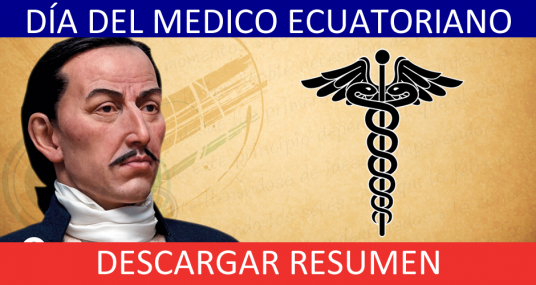 DÍA DEL MEDICO ECUATORIANO
DESCARGAR RESUMEN